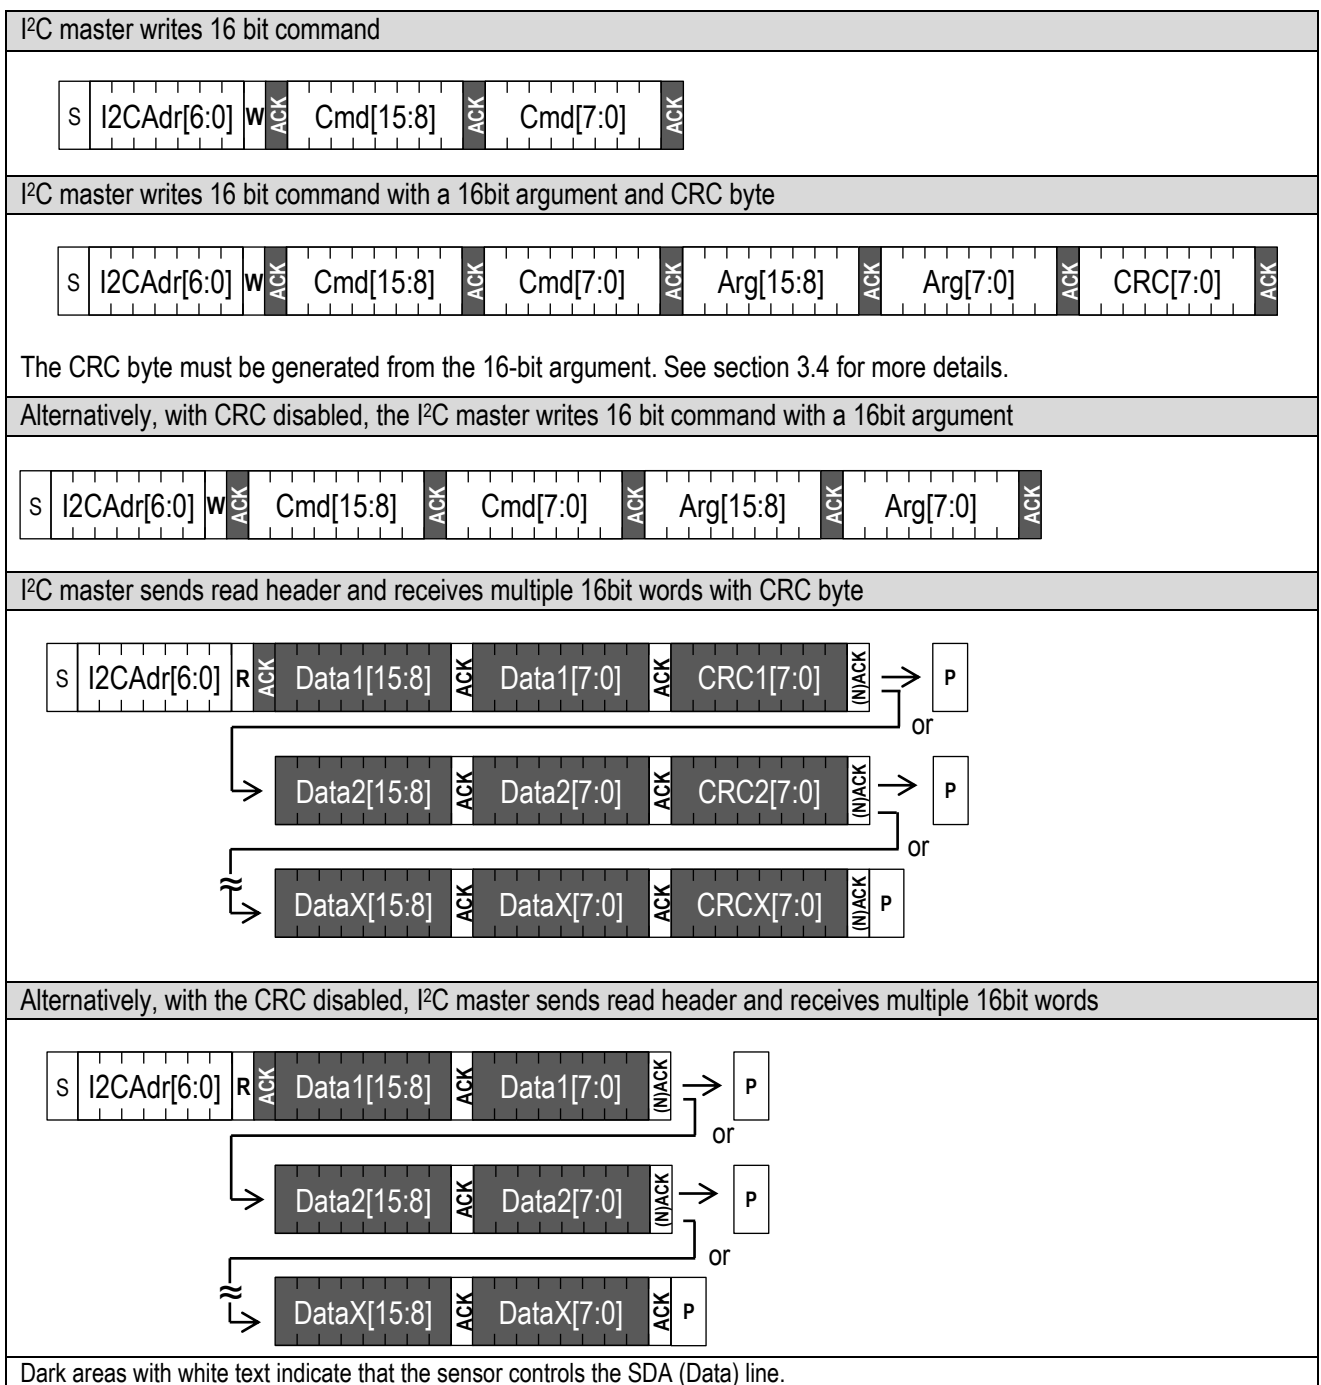 I²C master writes 16 bit command
S I2CAdr[6:0] W ACK Cmd[15:8] ACK Cmd[7:0] ACK
I²C master writes 16 bit command with a 16bit argument and CRC byte
S I2CAdr[6:0] W ACK Cmd[15:8] ACK Cmd[7:0] ACK Arg[15:8] ACK Arg[7:0] ACK CRC[7:0] ACK
The CRC byte must be generated from the 16-bit argument. See section 3.4 for more details.
Alternatively, with CRC disabled, the I²C master writes 16 bit command with a 16bit argument
S I2CAdr[6:0] W ACK Cmd[15:8] ACK Cmd[7:0] ACK Arg[15:8] ACK Arg[7:0] ACK
I²C master sends read header and receives multiple 16bit words with CRC byte
S I2CAdr[6:0] R ACK Data1[15:8] ACK Data1[7:0] ACK CRC1[7:0] (N)ACK P
or
Data2[15:8] ACK Data2[7:0] ACK CRC2[7:0] (N)ACK P
or
≈
DataX[15:8] ACK DataX[7:0] ACK CRCX[7:0] (N)ACK P
Alternatively, with the CRC disabled, I²C master sends read header and receives multiple 16bit words
S I2CAdr[6:0] R ACK Data1[15:8] ACK Data1[7:0] (N)ACK P
or
Data2[15:8] ACK Data2[7:0] (N)ACK P
or
≈
DataX[15:8] ACK DataX[7:0] ACK P
Dark areas with white text indicate that the sensor controls the SDA (Data) line.